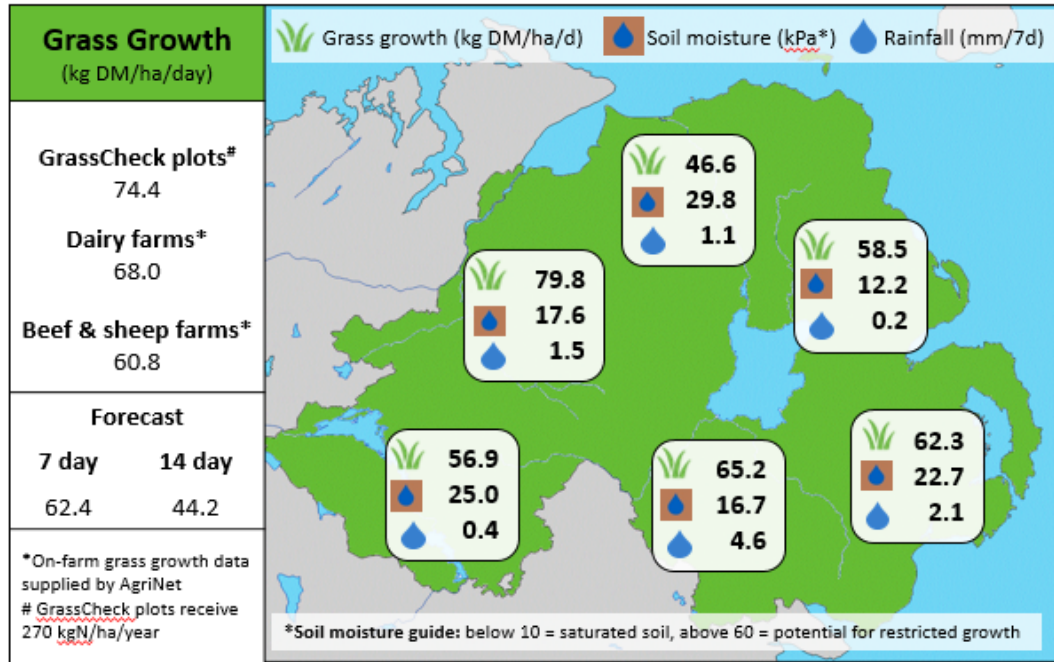 Grass Growth
(kg DM/ha/day)
GrassCheck plots#
74.4
Dairy farms*
68.0
Beef & sheep farms*
60.8
Forecast
7 day 14 day
62.4 44.2
*On-farm grass growth data
supplied by AgriNet
# GrassCheck plots receive
270 kgN/ha/year
Grass growth (kg DM/ha/d) Soil moisture (kPa*) Rainfall (mm/7d)
46.6
29.8
1.1
58.5
12.2
0.2
79.8
17.6
1.5
56.9
25.0
0.4
65.2
16.7
4.6
62.3
22.7
2.1
*Soil moisture guide: below 10 = saturated soil, above 60 = potential for restricted growth